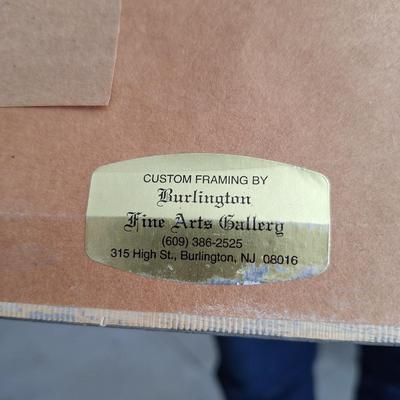 CUSTOM FRAMING BY
Burlington
Fine Arts Gallery
(609) 386-2525
315 High St., Burlington, NJ 08016